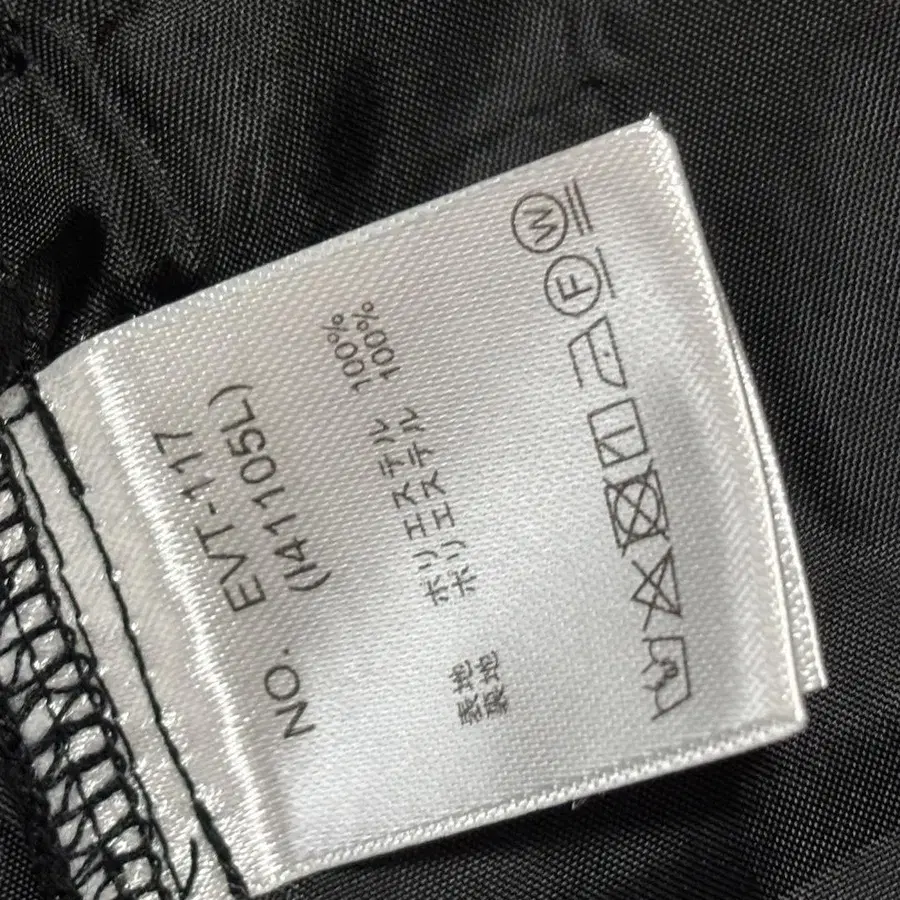 NO. EVT-117
(I41105L)
表地 ポリエステル 100%
裏地 ポリエステル 100%
F W